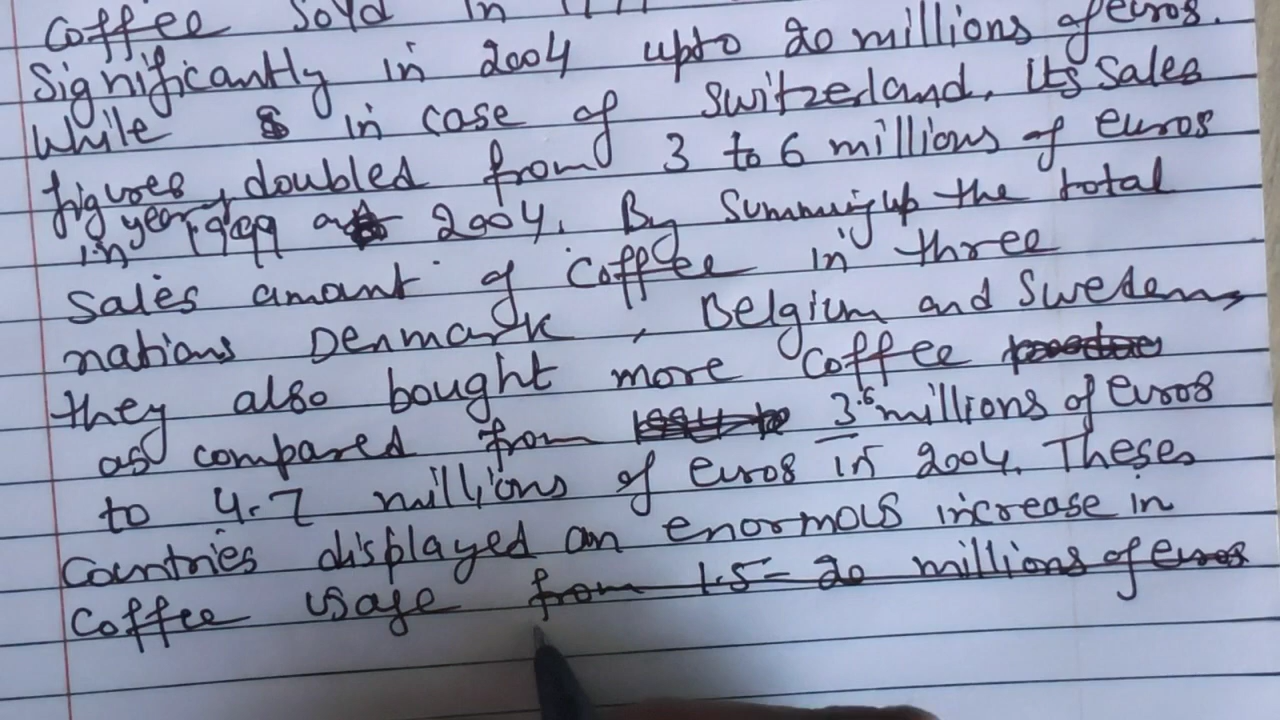 Coffee sold in
Significantly in 2004 upto 20 millions of euros.
While in case of Switzerland, its sales
figures, doubled from 3 to 6 millions of euros
in year 1999 2004. By Summing up the total
Sales amount of Coffee in three
nations Denmark, Belgium and Sweden,
they also bought more Coffee
as compared from 3.6 millions of euros
to 4.7 millions of euros in 2004. These
Countries displayed an enormous increase in
Coffee usage from 1.5 - 20 millions of euros